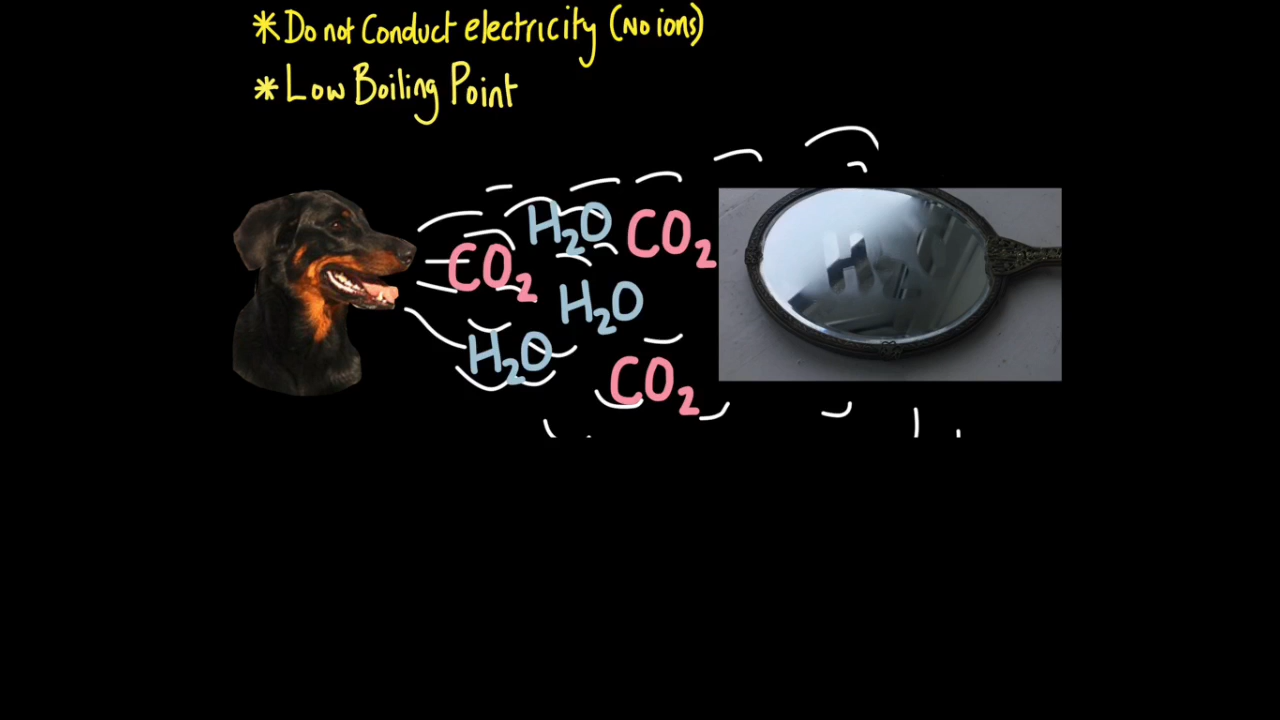 * Do not Conduct electricity (No ions)
* Low Boiling Point
H₂O CO₂
CO₂
H₂O
H₂O
CO₂